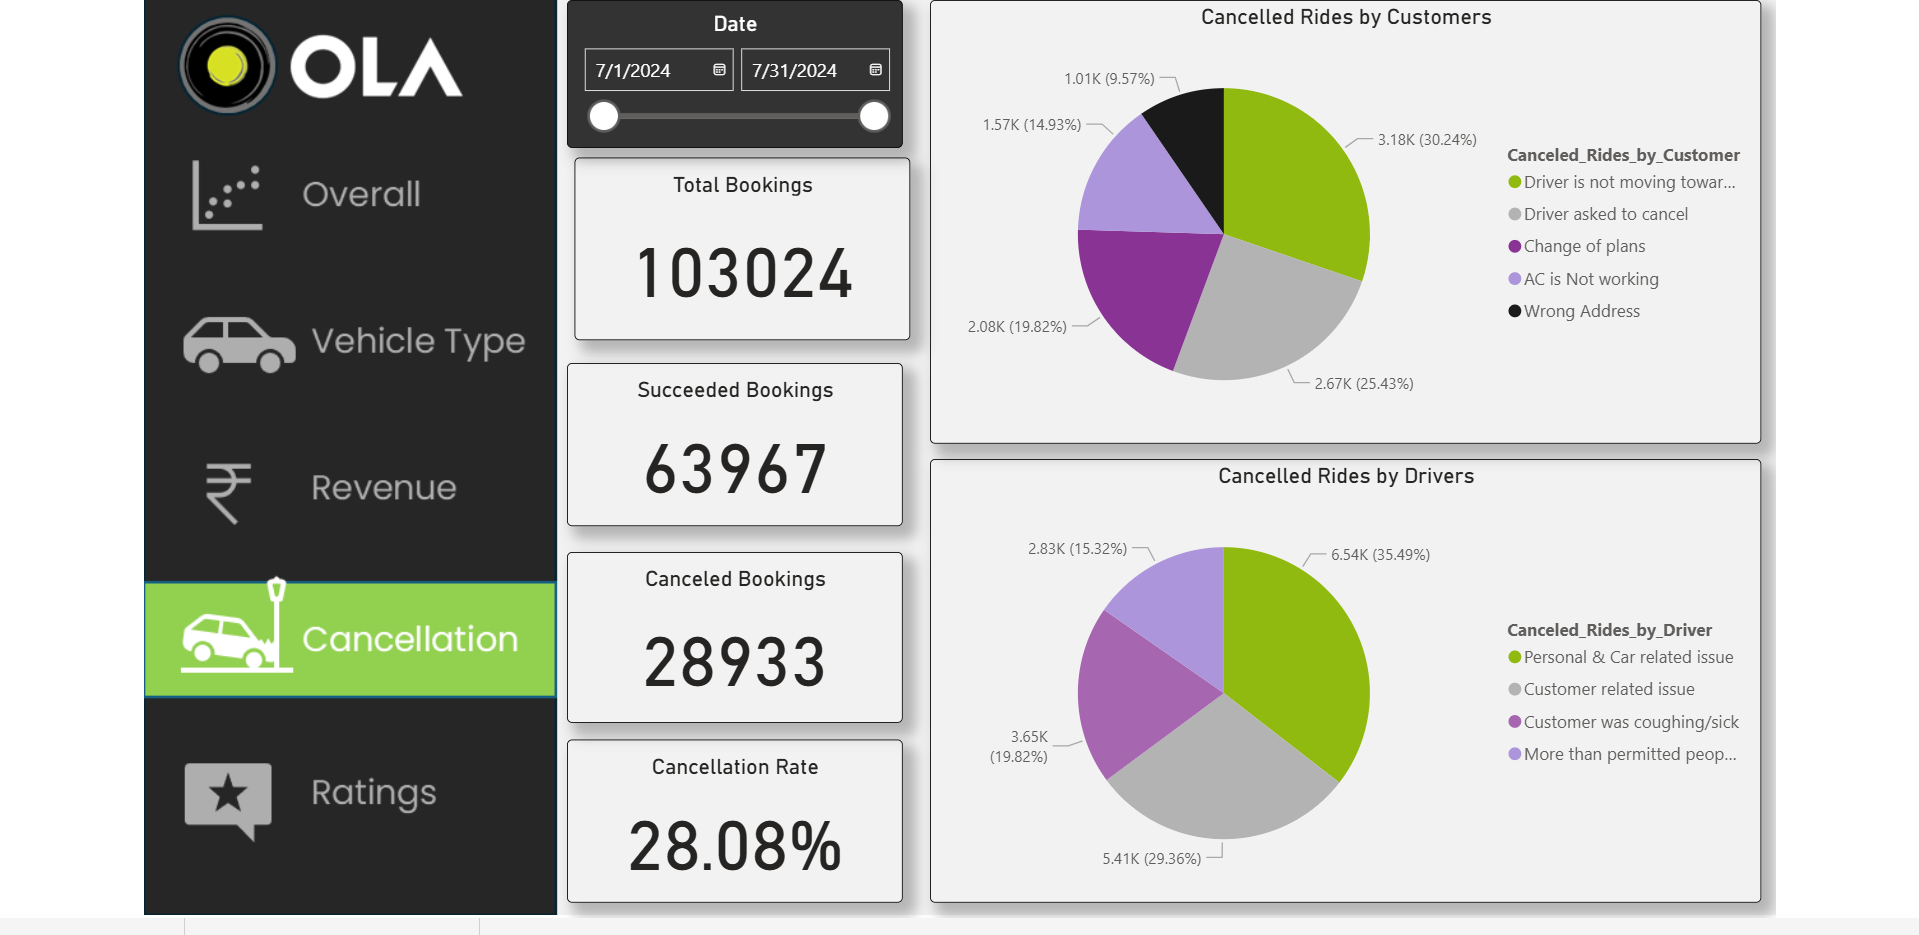 OLA
Overall
Vehicle Type
Revenue
Cancellation
Ratings
Date
7/1/2024
7/31/2024
Total Bookings
103024
Succeeded Bookings
63967
Canceled Bookings
28933
Cancellation Rate
28.08%
Cancelled Rides by Customers
1.01K (9.57%)
1.57K (14.93%)
3.18K (30.24%)
2.08K (19.82%)
2.67K (25.43%)
Canceled_Rides_by_Customer
Driver is not moving towar...
Driver asked to cancel
Change of plans
AC is Not working
Wrong Address
Cancelled Rides by Drivers
2.83K (15.32%)
6.54K (35.49%)
3.65K
(19.82%)
5.41K (29.36%)
Canceled_Rides_by_Driver
Personal & Car related issue
Customer related issue
Customer was coughing/sick
More than permitted peop...